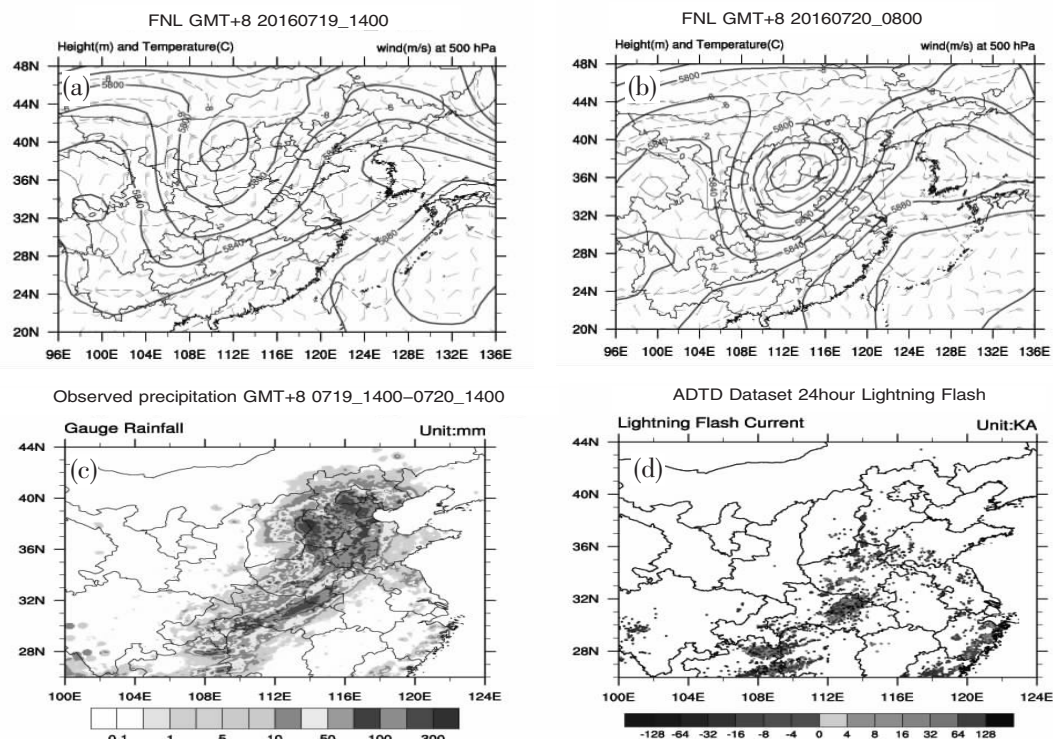 FNL GMT+8 20160719_1400
Height(m) and Temperature(C) wind(m/s) at 500 hPa
(a)
48N
44N
40N
36N
32N
28N
24N
20N
5800
5840
5880
96E 100E 104E 108E 112E 116E 120E 124E 128E 132E 136E
FNL GMT+8 20160720_0800
Height(m) and Temperature(C) wind(m/s) at 500 hPa
(b)
48N
44N
40N
36N
32N
28N
24N
20N
5800
5840
5880
96E 100E 104E 108E 112E 116E 120E 124E 128E 132E 136E
Observed precipitation GMT+8 0719_1400–0720_1400
Gauge Rainfall Unit:mm
(c)
44N
40N
36N
32N
28N
100E 104E 108E 112E 116E 120E 124E
0.1 1 5 10 50 100 300
ADTD Dataset 24hour Lightning Flash
Lightning Flash Current Unit:KA
(d)
44N
40N
36N
32N
28N
100E 104E 108E 112E 116E 120E 124E
-128 -64 -32 -16 -8 -4 0 4 8 16 32 64 128